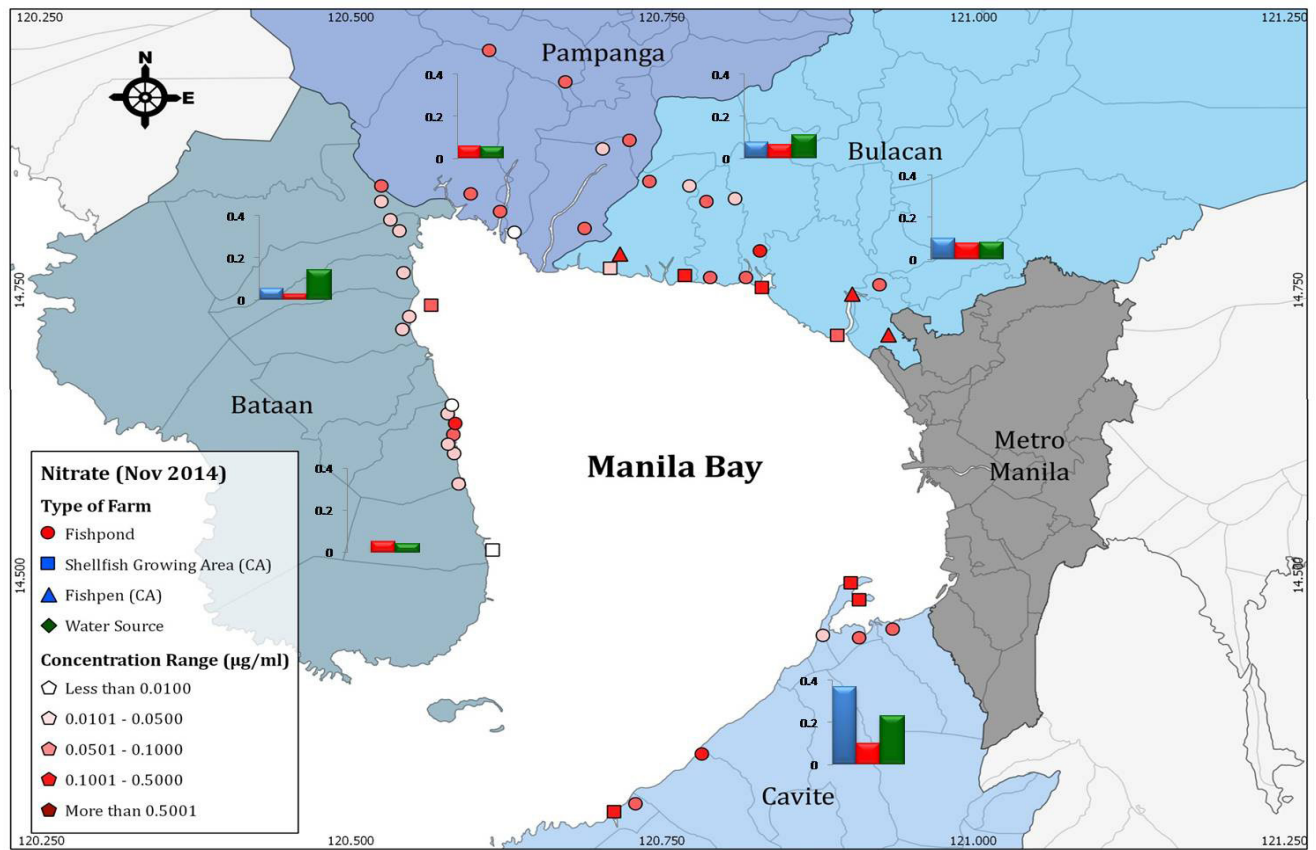 120.250
120.500
120.750
121.000
121.250
N
E
Pampanga
0.4
0.2
0
0.4
0.2
0
Bulacan
0.4
0.2
0
0.4
0.2
0
14.750
14.750
Bataan
Manila Bay
Metro
Manila
Nitrate (Nov 2014)
Type of Farm
Fishpond
Shellfish Growing Area (CA)
Fishpen (CA)
Water Source
Concentration Range (µg/ml)
Less than 0.0100
0.0101 - 0.0500
0.0501 - 0.1000
0.1001 - 0.5000
More than 0.5001
0.4
0.2
0
14.500
14.500
0.4
0.2
0
Cavite
120.250
120.500
120.750
121.000
121.250